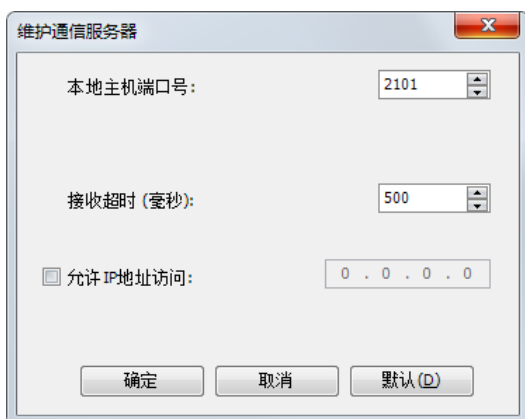 维护通信服务器
本地主机端口号: 2101
接收超时 (毫秒): 500
允许 IP地址访问: 0 . 0 . 0 . 0
确定 取消 默认(D)